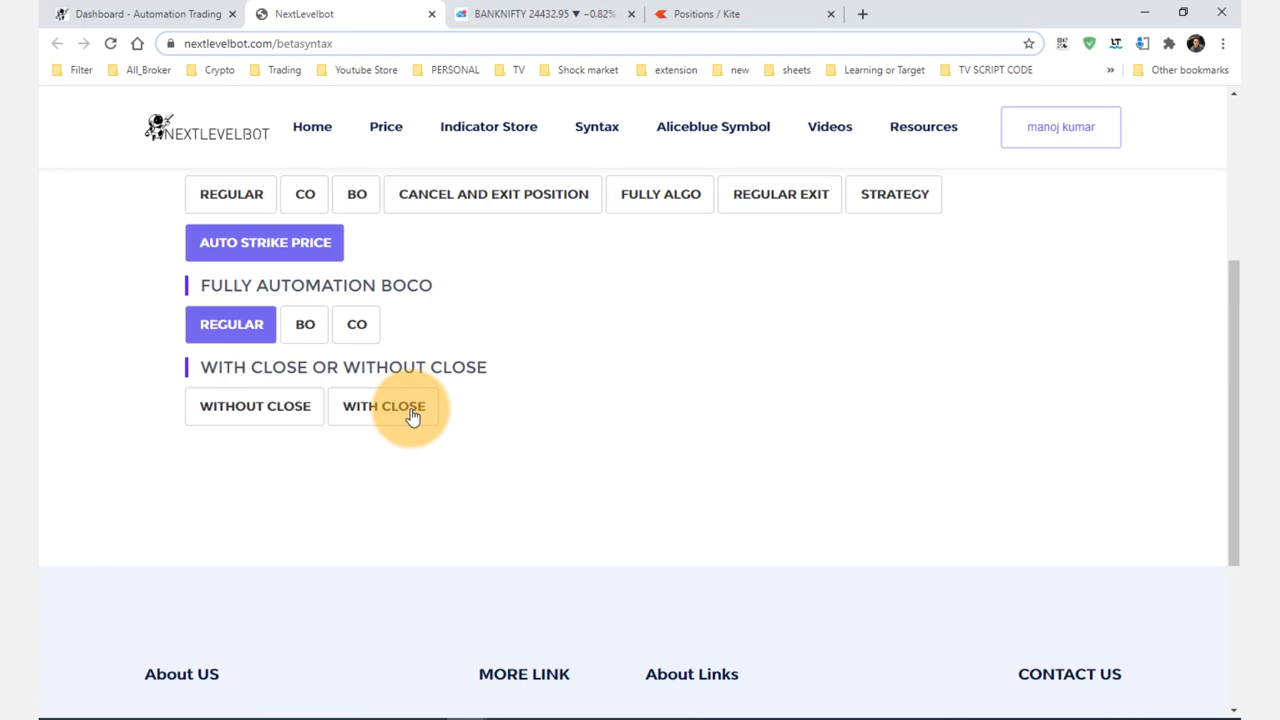 Dashboard - Automation Trading
NextLevelbot
BANKNIFTY 24432.95 ▼ −0.82%
Positions / Kite
nextlevelbot.com/betasyntax
Filter
All_Broker
Crypto
Trading
Youtube Store
PERSONAL
TV
Shock market
extension
new
sheets
Learning or Target
TV SCRIPT CODE
»
Other bookmarks
NEXTLEVELBOT
Home
Price
Indicator Store
Syntax
Aliceblue Symbol
Videos
Resources
manoj kumar
REGULAR
CO
BO
CANCEL AND EXIT POSITION
FULLY ALGO
REGULAR EXIT
STRATEGY
AUTO STRIKE PRICE
FULLY AUTOMATION BOCO
REGULAR
BO
CO
WITH CLOSE OR WITHOUT CLOSE
WITHOUT CLOSE
WITH CLOSE
About US
MORE LINK
About Links
CONTACT US